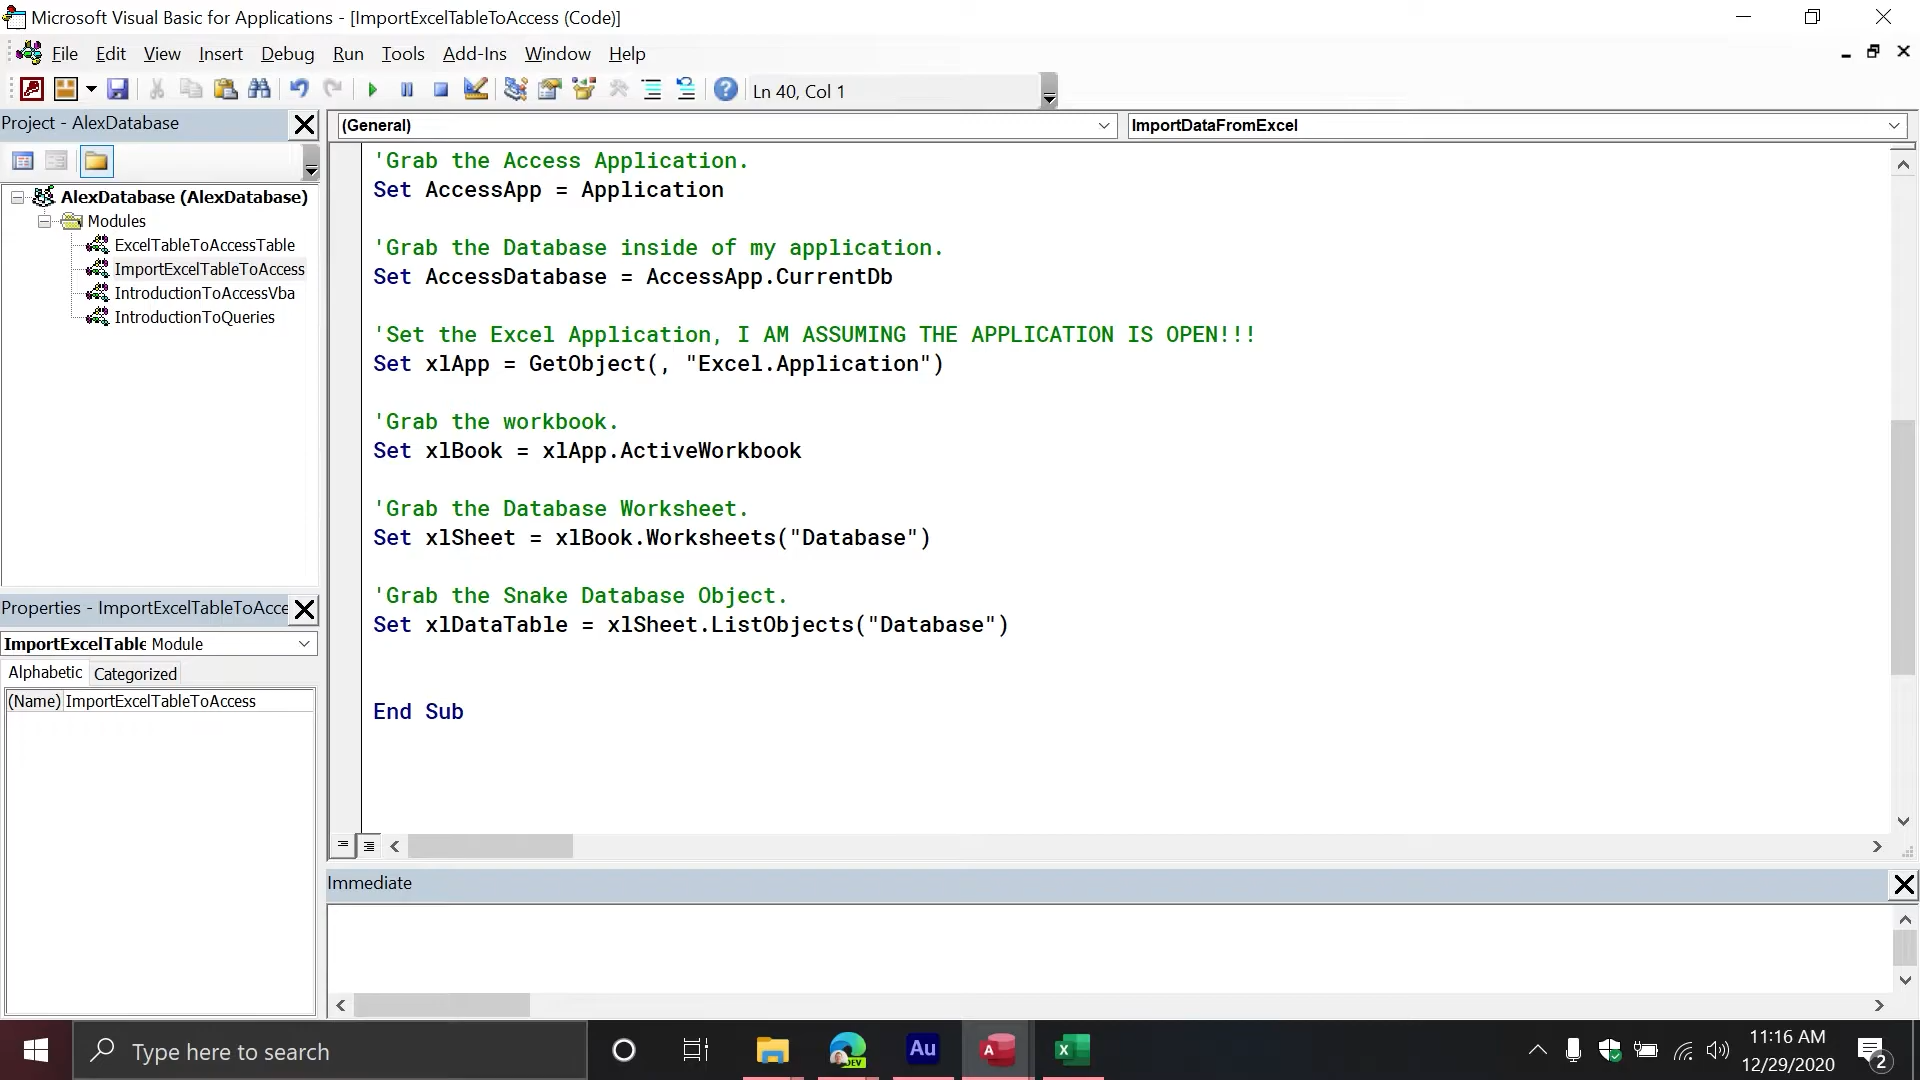 Microsoft Visual Basic for Applications - [ImportExcelTableToAccess (Code)]
File Edit View Insert Debug Run Tools Add-Ins Window Help
Ln 40, Col 1
Project - AlexDatabase
(General) ImportDataFromExcel
AlexDatabase (AlexDatabase)
Modules
ExcelTableToAccessTable
ImportExcelTableToAccess
IntroductionToAccessVba
IntroductionToQueries
'Grab the Access Application.
Set AccessApp = Application
'Grab the Database inside of my application.
Set AccessDatabase = AccessApp.CurrentDb
'Set the Excel Application, I AM ASSUMING THE APPLICATION IS OPEN!!!
Set xlApp = GetObject(, "Excel.Application")
'Grab the workbook.
Set xlBook = xlApp.ActiveWorkbook
'Grab the Database Worksheet.
Set xlSheet = xlBook.Worksheets("Database")
'Grab the Snake Database Object.
Set xlDataTable = xlSheet.ListObjects("Database")
End Sub
Properties - ImportExcelTableToAcce
ImportExcelTable Module
Alphabetic Categorized
(Name) ImportExcelTableToAccess
Immediate
Type here to search
DEV
Au
A
X
11:16 AM
12/29/2020
2